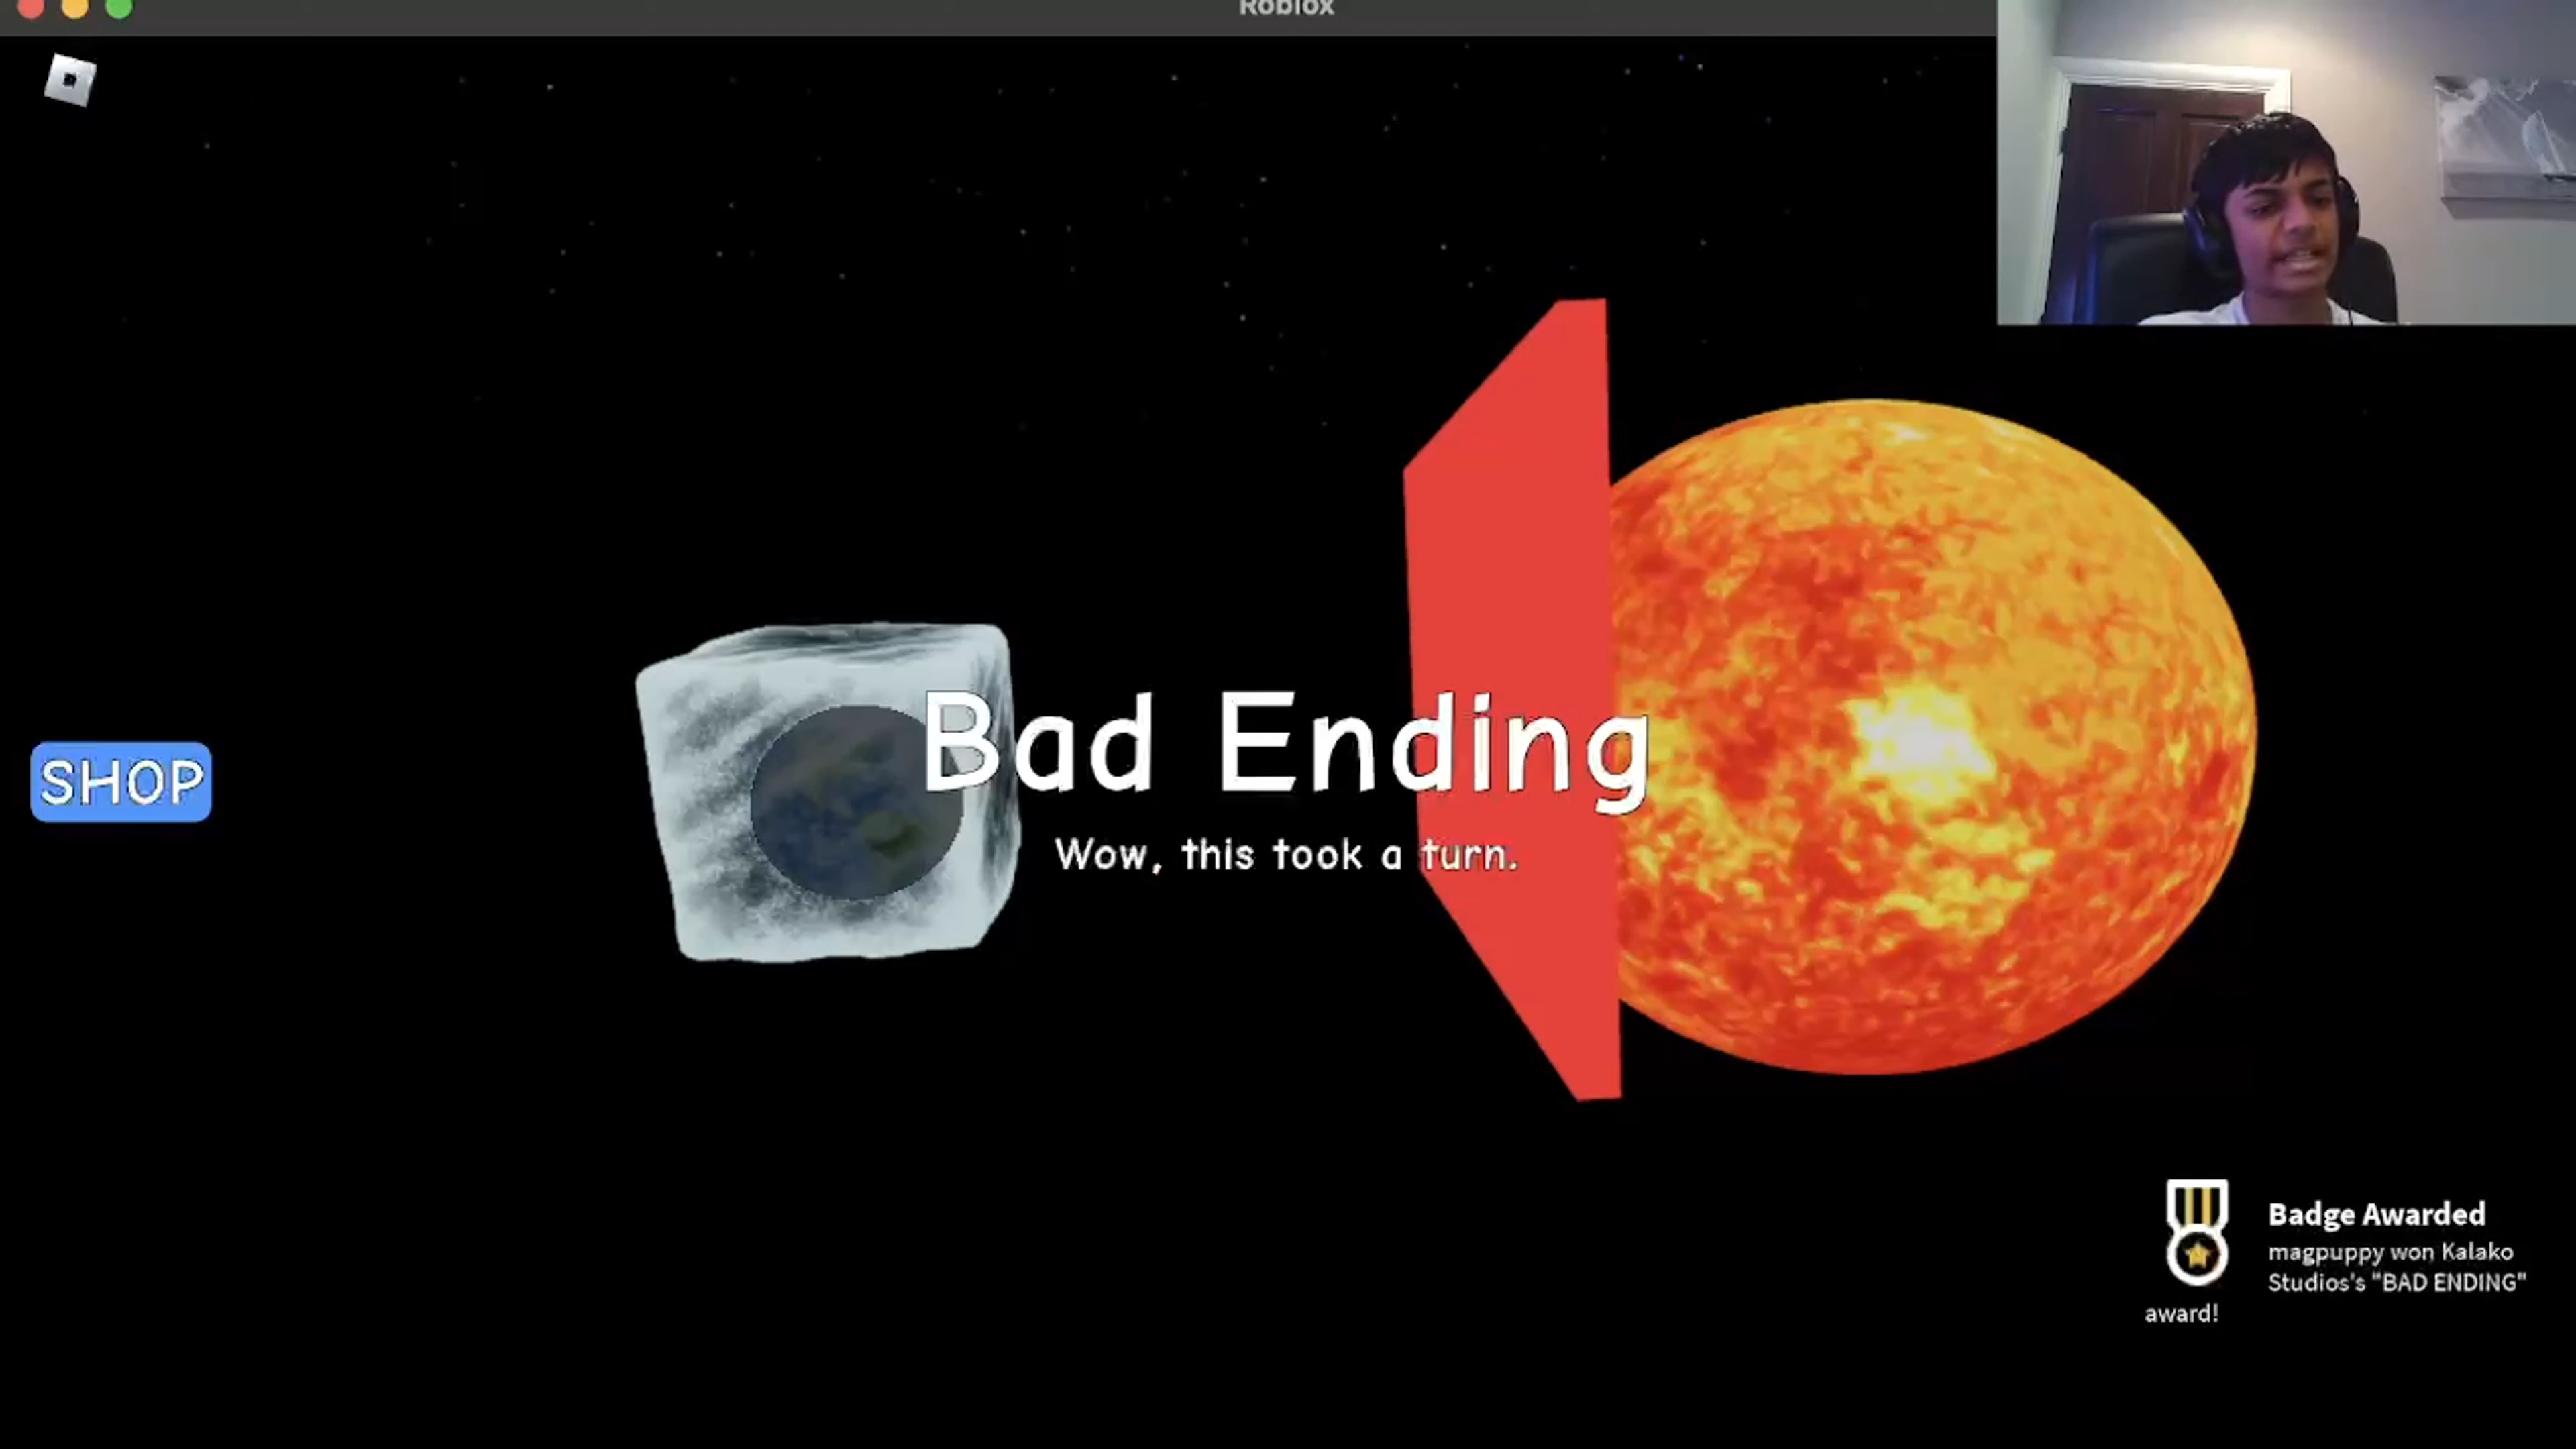 Roblox
SHOP
Bad Ending
Wow, this took a turn.
Badge Awarded
magpuppy won Kalako
Studios's "BAD ENDING"
award!